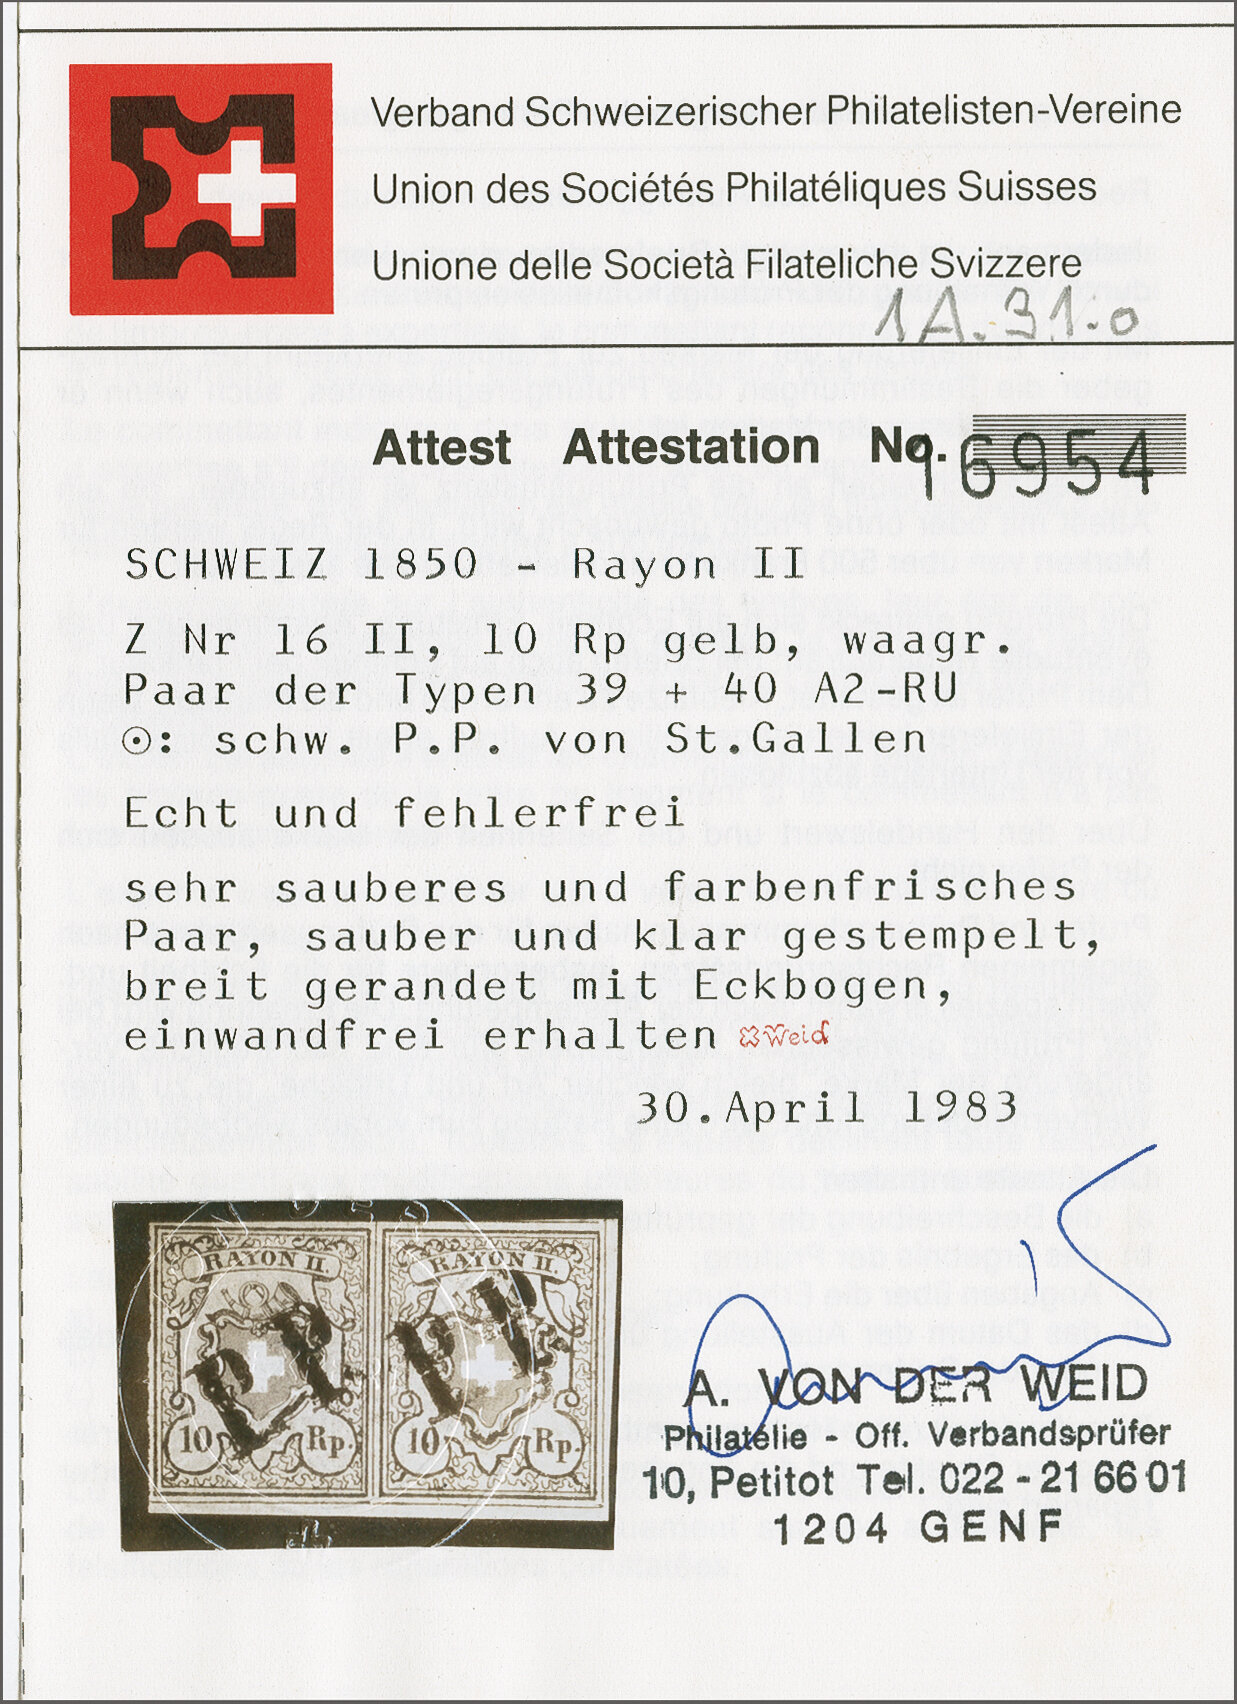 Verband Schweizerischer Philatelisten-Vereine
Union des Sociétés Philatéliques Suisses
Unione delle Società Filateliche Svizzere
1A.31.0
Attest Attestation No. 16954
SCHWEIZ 1850 - Rayon II
Z Nr 16 II, 10 Rp gelb, waagr.
Paar der Typen 39 + 40 A2-RU
⊙: schw. P.P. von St.Gallen
Echt und fehlerfrei
sehr sauberes und farbenfrisches
Paar, sauber und klar gestempelt,
breit gerandet mit Eckbogen,
einwandfrei erhalten Weid
30.April 1983
RAYON II. RAYON II.
P.P. P.P.
10 Rp. 10 Rp.
A. VON DER WEID
Philatélie - Off. Verbandsprüfer
10, Petitot Tel. 022 - 21 66 01
1204 GENF